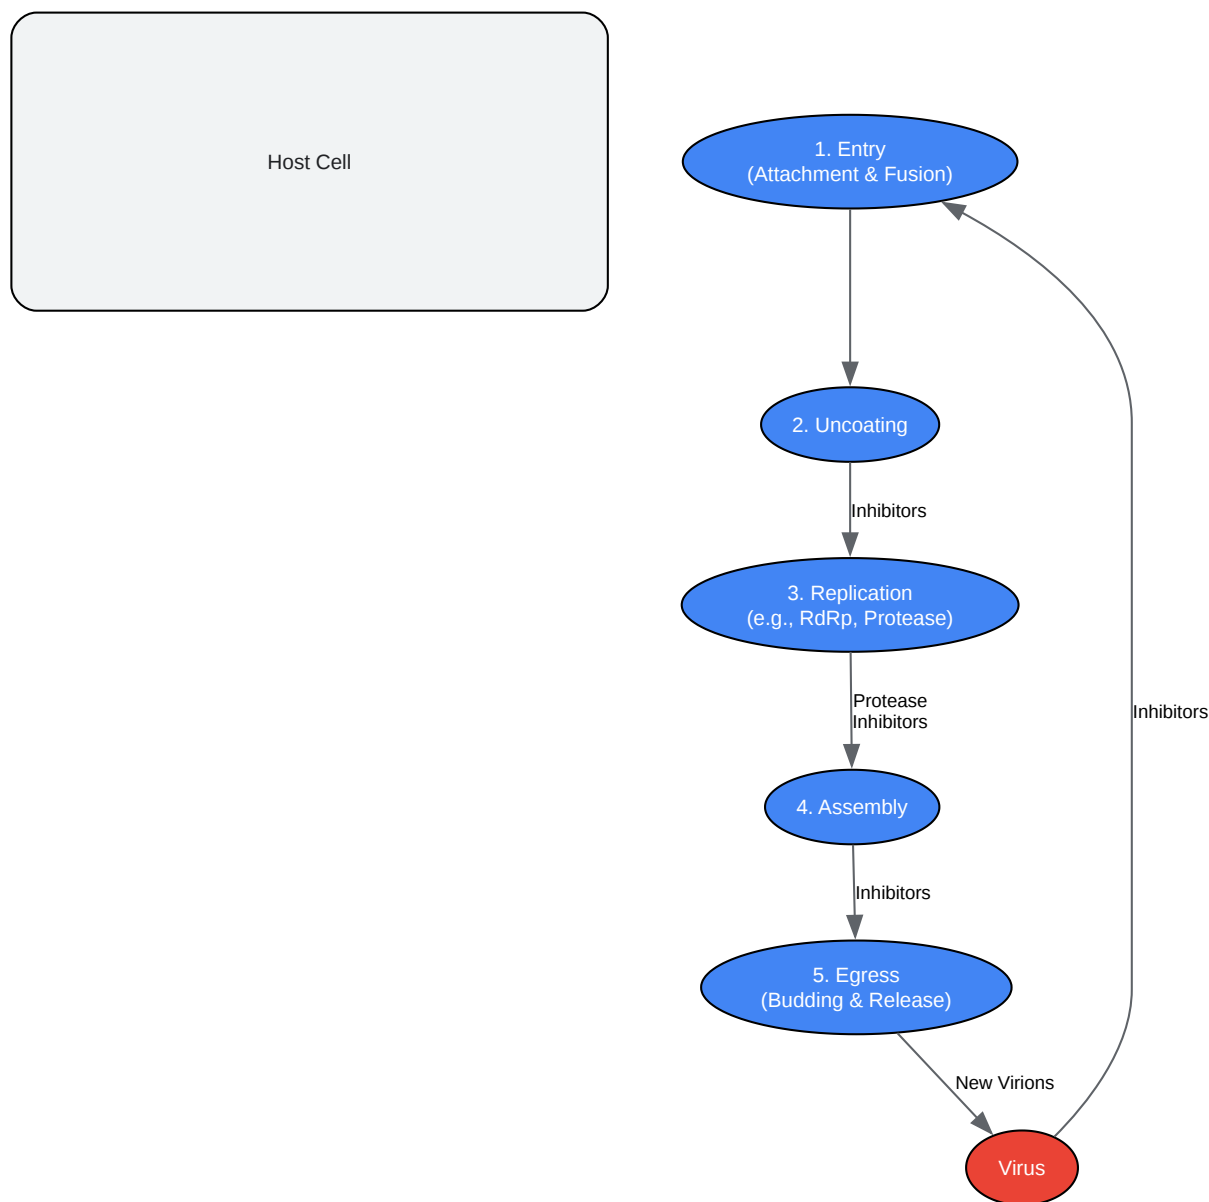 Host Cell
1. Entry
(Attachment & Fusion)
2. Uncoating
Inhibitors
3. Replication
(e.g., RdRp, Protease)
Protease
Inhibitors
Inhibitors
4. Assembly
Inhibitors
5. Egress
(Budding & Release)
New Virions
Virus